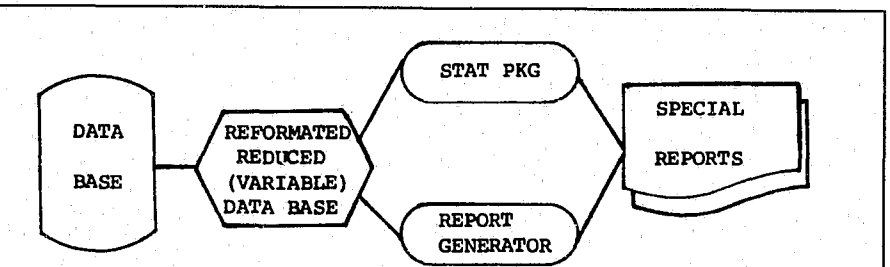 DATA
BASE
REFORMATED
REDUCED
(VARIABLE)
DATA BASE
STAT PKG
REPORT
GENERATOR
SPECIAL
REPORTS